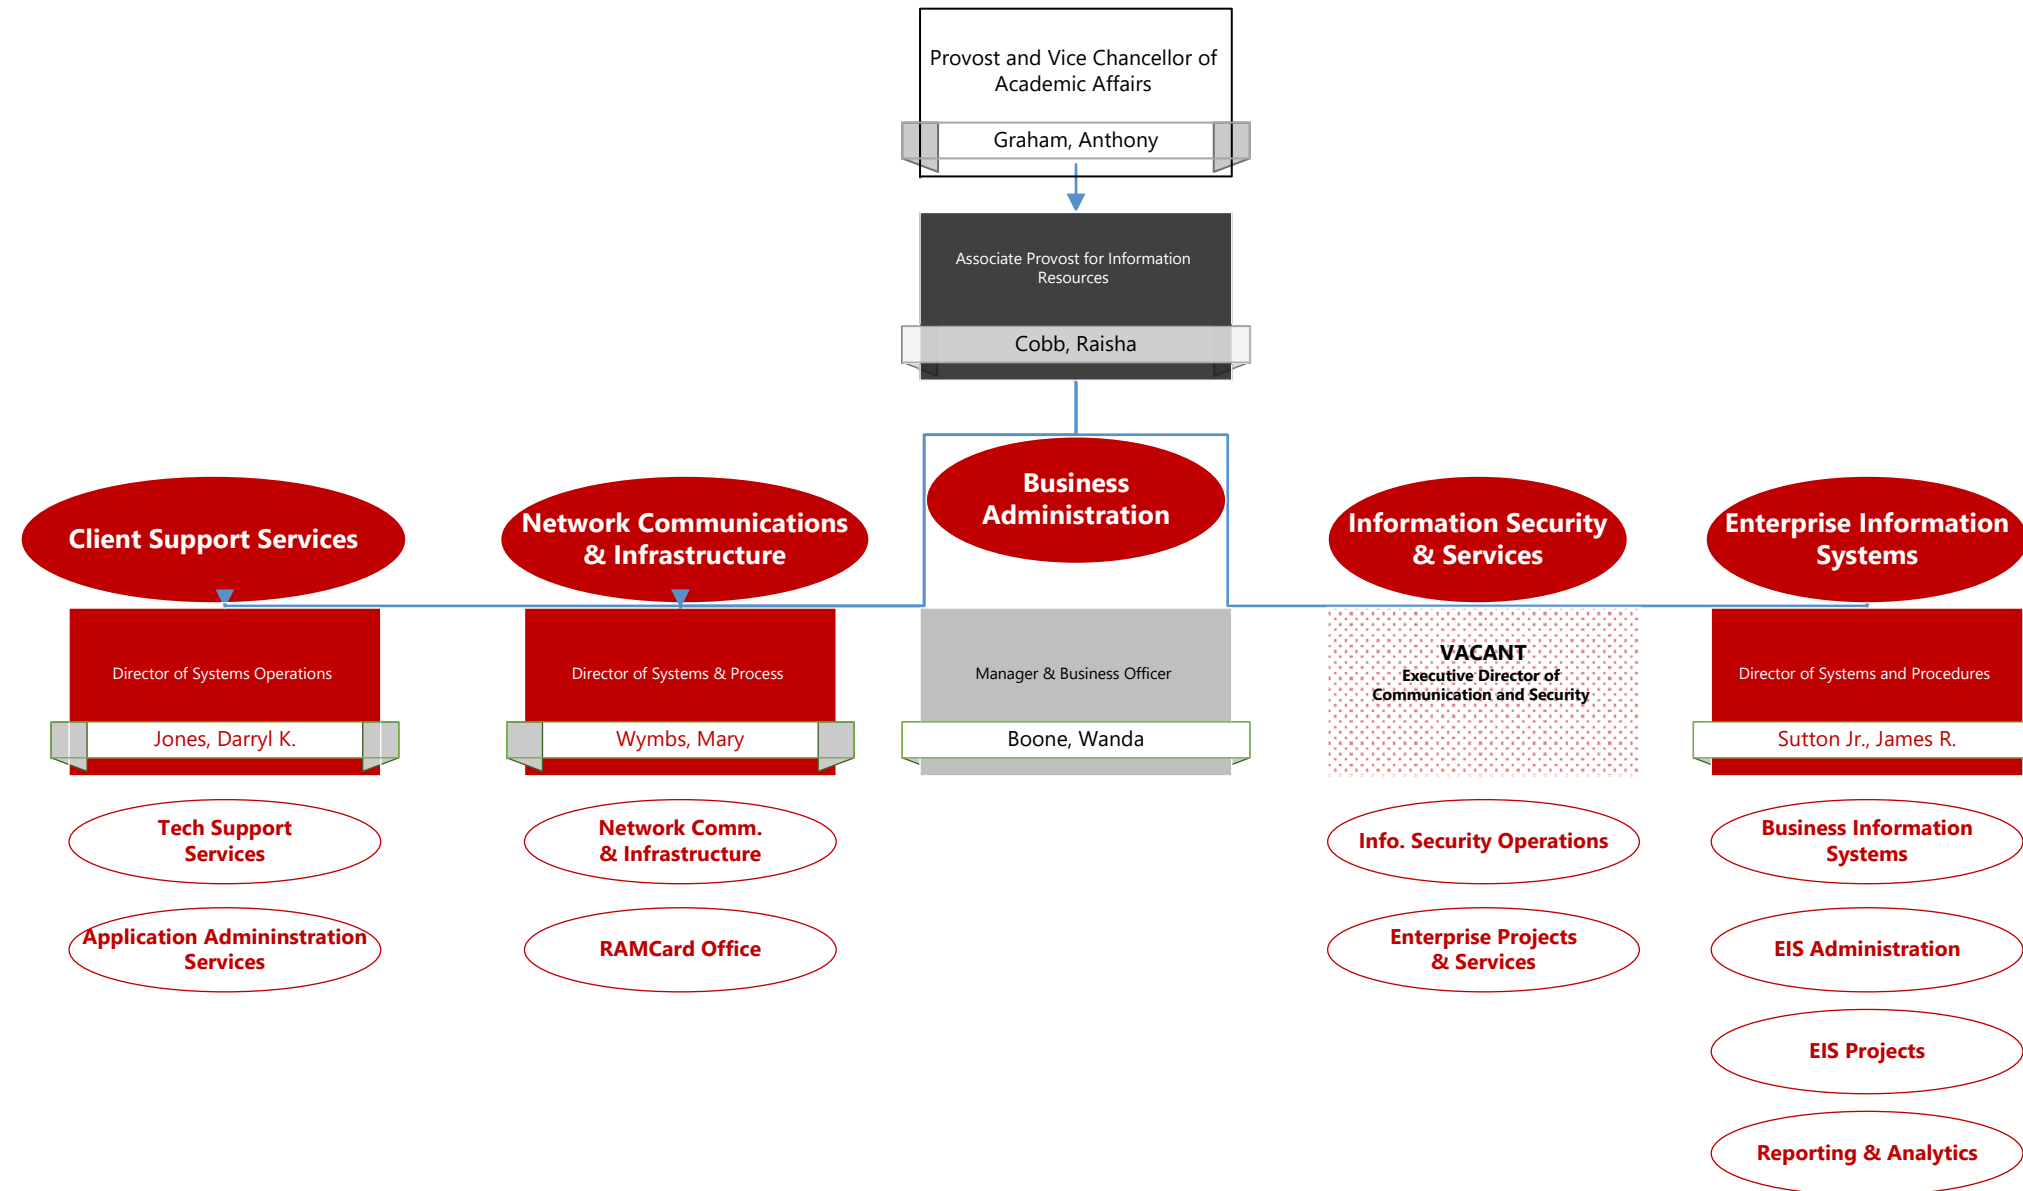 Provost and Vice Chancellor of
Academic Affairs
Graham, Anthony
Associate Provost for Information
Resources
Cobb, Raisha
Client Support Services
Network Communications
& Infrastructure
Business
Administration
Information Security
& Services
Enterprise Information
Systems
Director of Systems Operations
Jones, Darryl K.
Director of Systems & Process
Wymbs, Mary
Manager & Business Officer
Boone, Wanda
VACANT
Executive Director of
Communication and Security
Director of Systems and Procedures
Sutton Jr., James R.
Tech Support
Services
Application Admininstration
Services
Network Comm.
& Infrastructure
RAMCard Office
Info. Security Operations
Enterprise Projects
& Services
Business Information
Systems
EIS Administration
EIS Projects
Reporting & Analytics